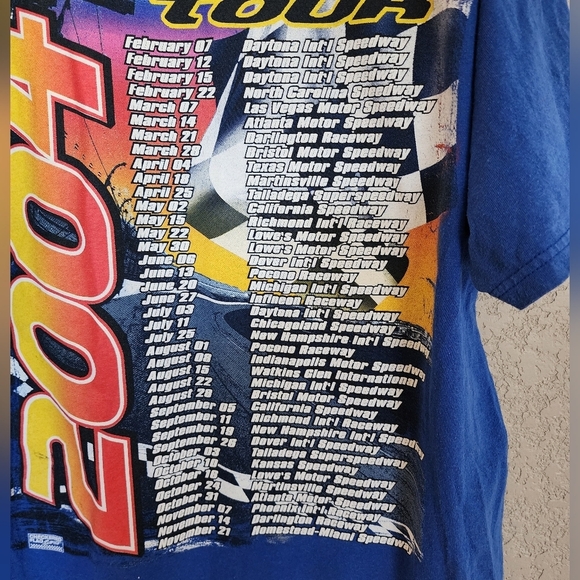 TOUR
2004
February 07 Daytona Int'l Speedway
February 12 Daytona Int'l Speedway
February 15 Daytona Int'l Speedway
February 22 North Carolina Speedway
March 07 Las Vegas Motor Speedway
March 14 Atlanta Motor Speedway
March 21 Darlington Raceway
March 28 Bristol Motor Speedway
April 04 Texas Motor Speedway
April 18 Martinsville Speedway
April 25 Talladega Superspeedway
May 02 California Speedway
May 15 Richmond Int'l Raceway
May 22 Lowe's Motor Speedway
May 30 Lowe's Motor Speedway
June 06 Dover Int'l Speedway
June 13 Pocono Raceway
June 20 Michigan Int'l Speedway
June 27 Infineon Raceway
July 03 Daytona Int'l Speedway
July 11 Chicagoland Speedway
July 25 New Hampshire Int'l Speedway
August 01 Pocono Raceway
August 08 Indianapolis Motor Speedway
August 15 Watkins Glen International
August 22 Michigan Int'l Speedway
August 28 Bristol Motor Speedway
September 05 California Speedway
September 11 Richmond Int'l Raceway
September 19 New Hampshire Int'l Speedway
September 26 Dover Int'l Speedway
October Talladega Superspeedway
October Kansas Speedway
October Lowe's Motor Speedway
October Martinsville Speedway
October 31 Atlanta Motor Speedway
November 07 Phoenix Int'l Raceway
November 14 Darlington Raceway
November 21 Homestead-Miami Speedway